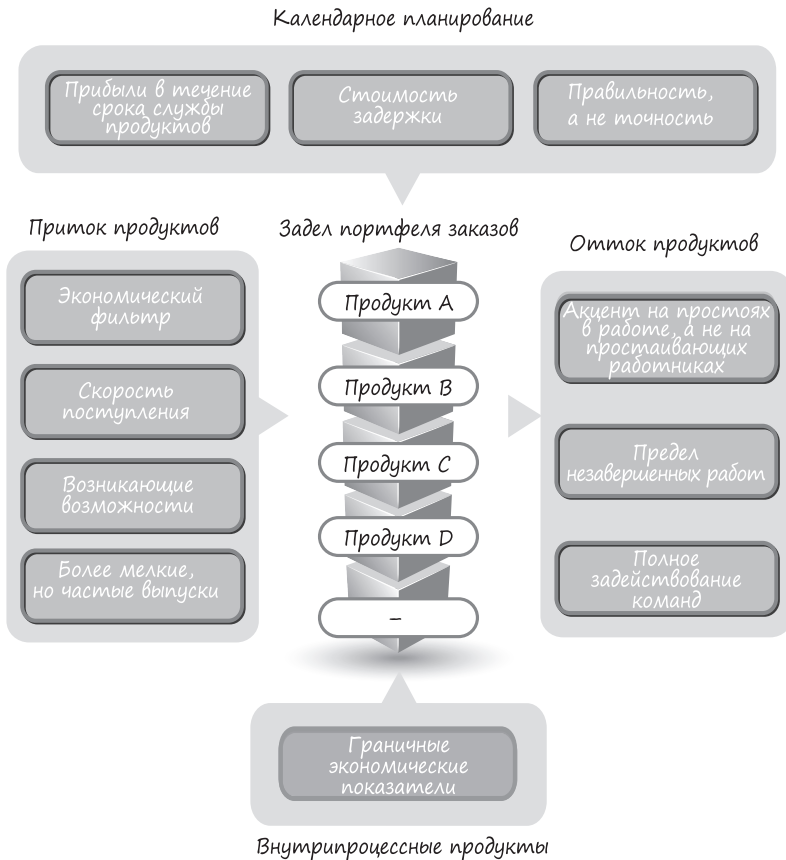 Календарное планирование
Прибыли в течение
срока службы
продуктов
Стоимость
задержки
Правильность,
а не точность
Приток продуктов
Экономический
фильтр
Скорость
поступления
Возникающие
возможности
Более мелкие,
но частые выпуски
Задел портфеля заказов
Продукт A
Продукт B
Продукт C
Продукт D
–
Отток продуктов
Акцент на простоях
в работе, а не на
простаивающих
работниках
Предел
незавершенных работ
Полное
задействование
команд
Граничные
экономические
показатели
Внутрипроцессные продукты